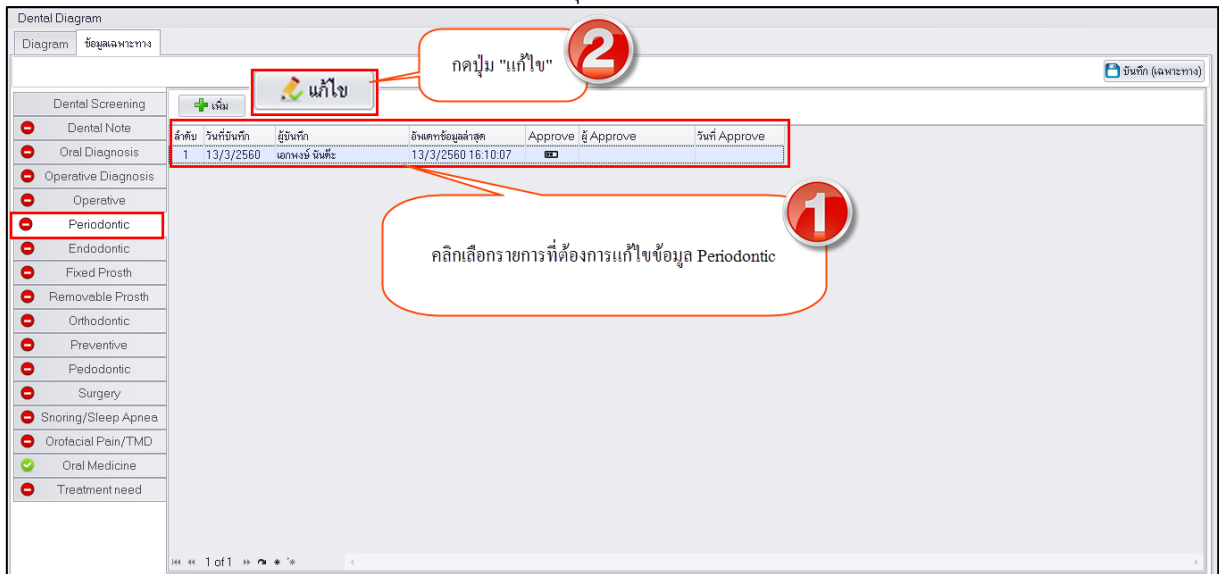 Dental Diagram
Diagram ข้อมูลเฉพาะทาง
กดปุ่ม "แก้ไข"
2
บันทึก (เฉพาะทาง)
เพิ่ม
แก้ไข
Dental Screening
Dental Note
Oral Diagnosis
Operative Diagnosis
Operative
Periodontic
Endodontic
Fixed Prosth
Removable Prosth
Orthodontic
Preventive
Pedodontic
Surgery
Snoring/Sleep Apnea
Orofacial Pain/TMD
Oral Medicine
Treatment need
ลำดับ วันที่บันทึก ผู้บันทึก อัพเดทข้อมูลล่าสุด Approve ผู้ Approve วันที่ Approve
1 13/3/2560 เอกพงษ์ นันต๊ะ 13/3/2560 16:10:07
1
คลิกเลือกรายการที่ต้องการแก้ไขข้อมูล Periodontic
1 of 1